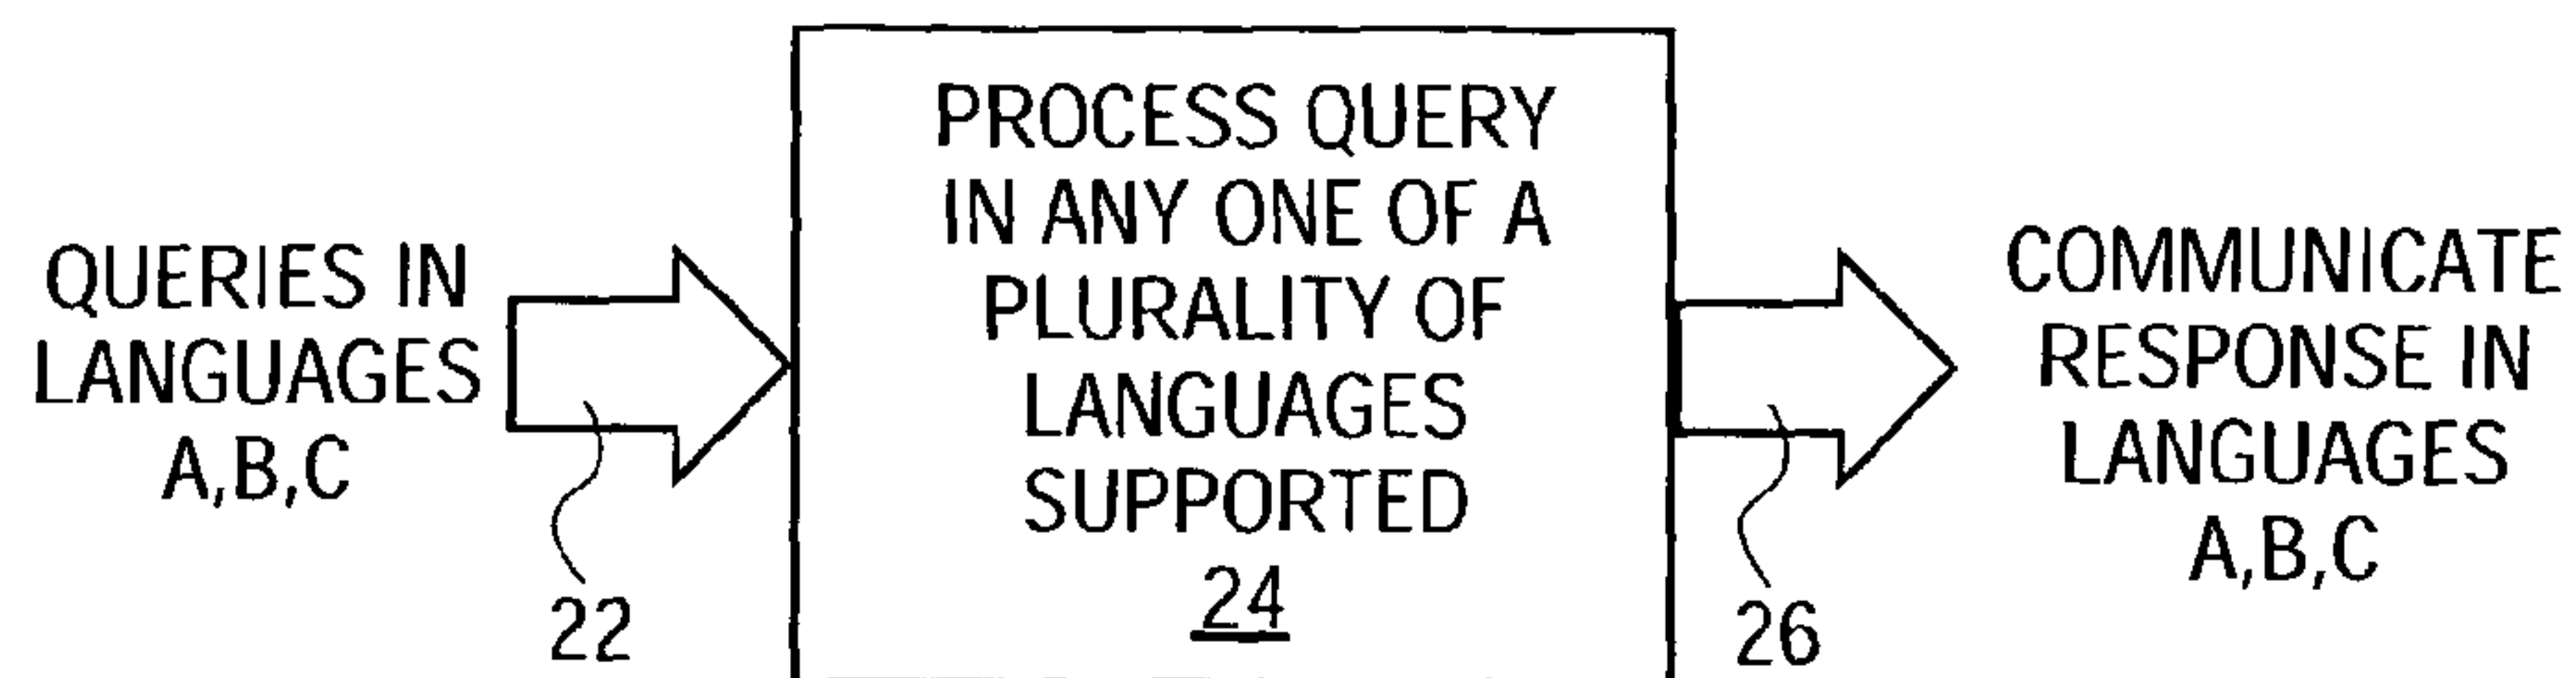 QUERIES IN
LANGUAGES
A,B,C
22
PROCESS QUERY
IN ANY ONE OF A
PLURALITY OF
LANGUAGES
SUPPORTED
24
26
COMMUNICATE
RESPONSE IN
LANGUAGES
A,B,C